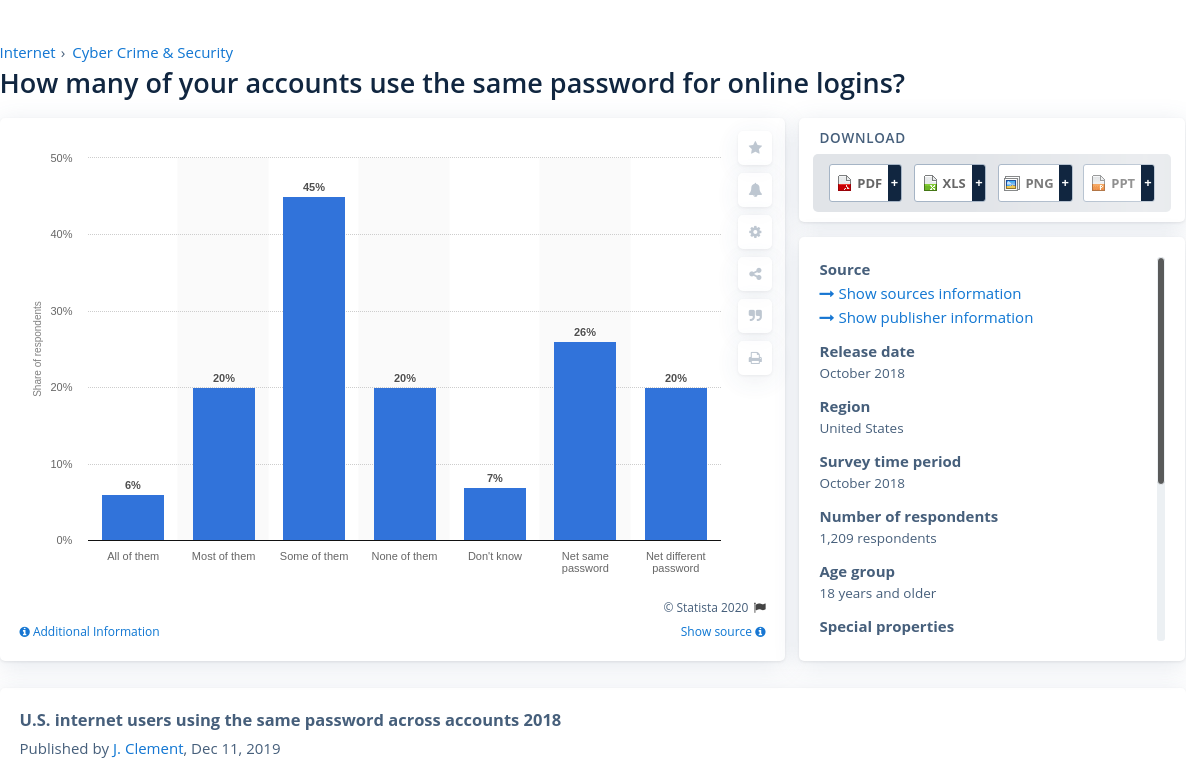 Internet › Cyber Crime & Security
How many of your accounts use the same password for online logins?
50%
40%
30%
20%
10%
0%
Share of respondents
6%
20%
45%
20%
7%
26%
20%
All of them
Most of them
Some of them
None of them
Don't know
Net same
password
Net different
password
© Statista 2020
Additional Information
Show source
DOWNLOAD
PDF +
XLS +
PNG +
PPT +
Source
Show sources information
Show publisher information
Release date
October 2018
Region
United States
Survey time period
October 2018
Number of respondents
1,209 respondents
Age group
18 years and older
Special properties
U.S. internet users using the same password across accounts 2018
Published by J. Clement, Dec 11, 2019